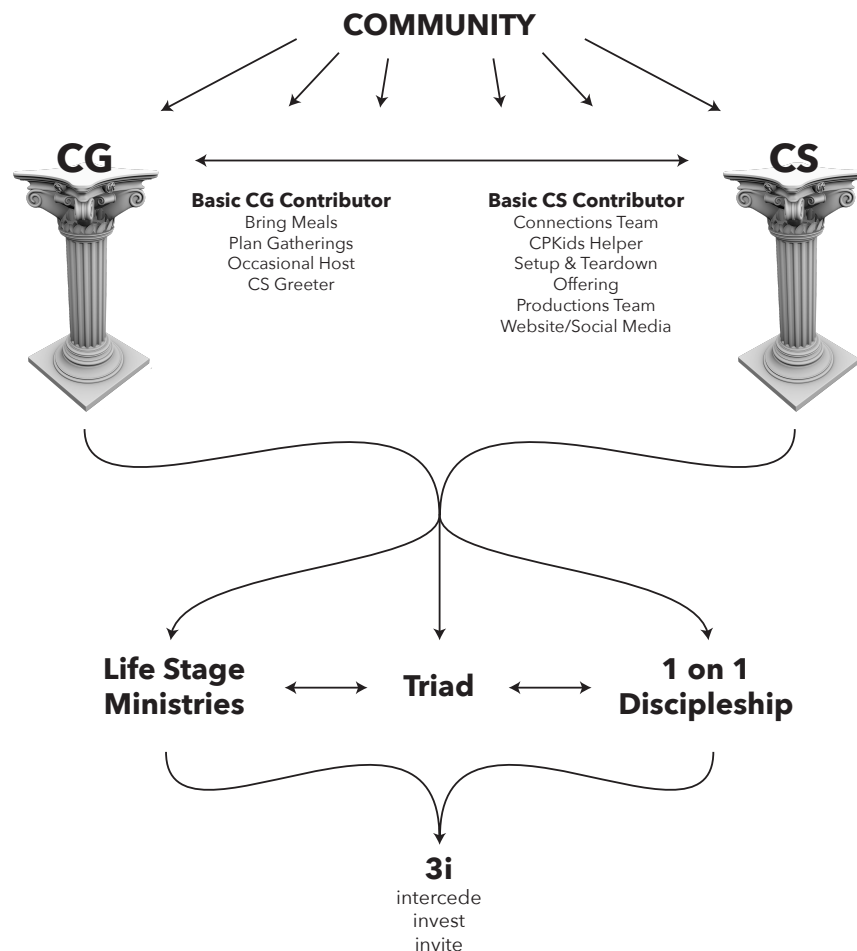 COMMUNITY
CG
CS
Basic CG Contributor
Bring Meals
Plan Gatherings
Occasional Host
CS Greeter
Basic CS Contributor
Connections Team
CPKids Helper
Setup & Teardown
Offering
Productions Team
Website/Social Media
Life Stage
Ministries
Triad
1 on 1
Discipleship
3i
intercede
invest
invite